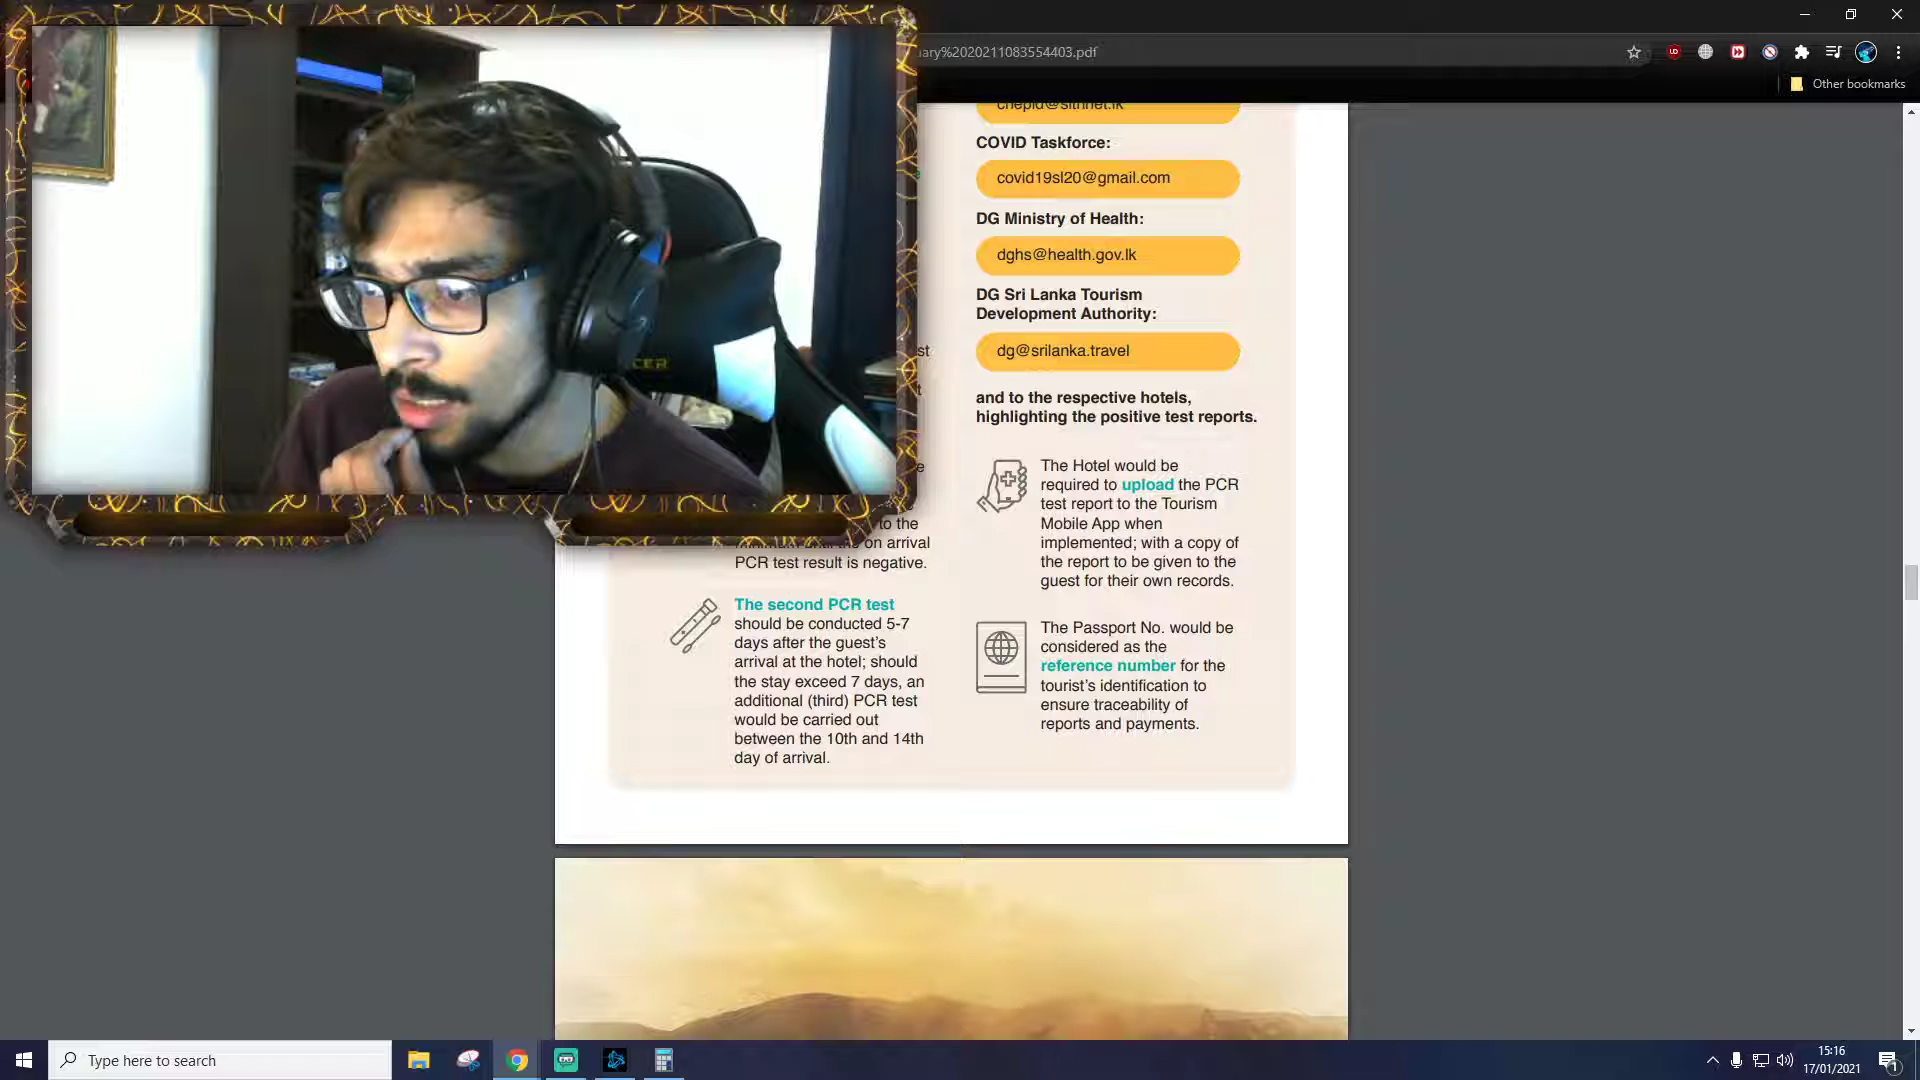 uary%2020211083554403.pdf
Other bookmarks
chepid@sltnet.lk
COVID Taskforce:
covid19sl20@gmail.com
DG Ministry of Health:
dghs@health.gov.lk
DG Sri Lanka Tourism
Development Authority:
dg@srilanka.travel
and to the respective hotels,
highlighting the positive test reports.
The Hotel would be
required to upload the PCR
test report to the Tourism
Mobile App when
implemented; with a copy of
the report to be given to the
guest for their own records.
The Passport No. would be
considered as the
reference number for the
tourist's identification to
ensure traceability of
reports and payments.
to the
on arrival
PCR test result is negative.
The second PCR test
should be conducted 5-7
days after the guest's
arrival at the hotel; should
the stay exceed 7 days, an
additional (third) PCR test
would be carried out
between the 10th and 14th
day of arrival.
Type here to search
15:16
17/01/2021
1